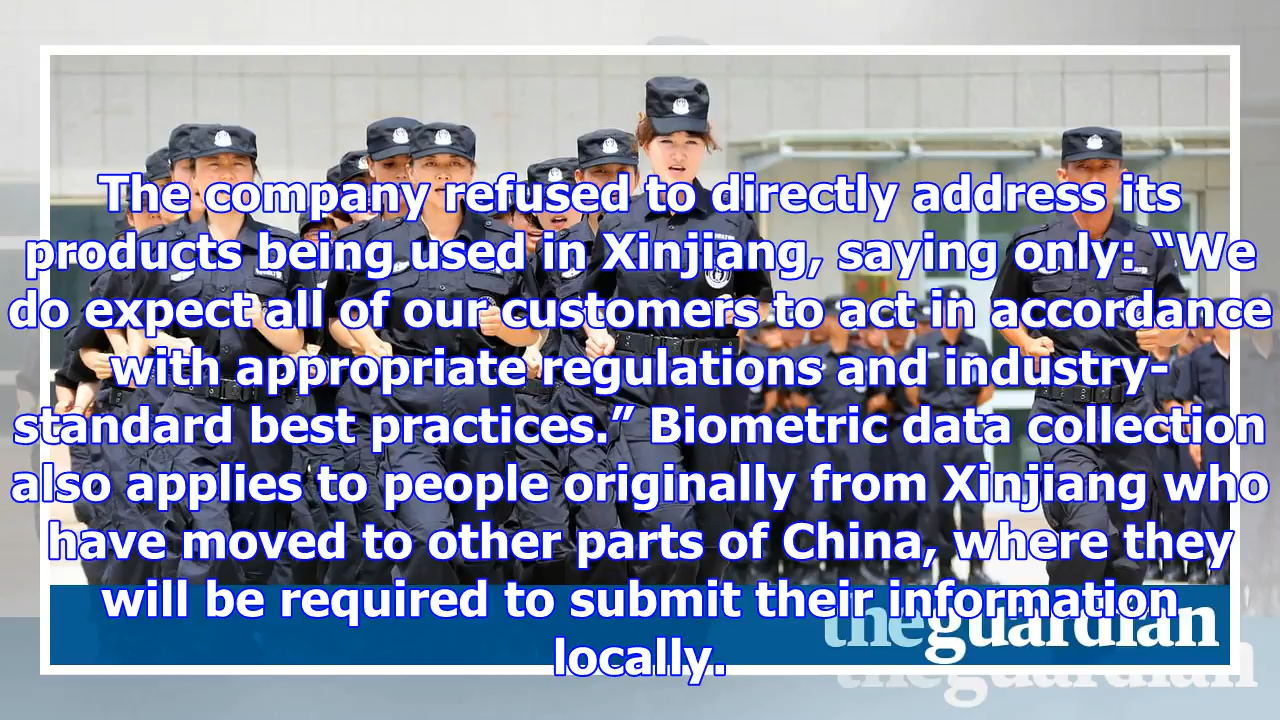 The company refused to directly address its
products being used in Xinjiang, saying only: “We
do expect all of our customers to act in accordance
with appropriate regulations and industry-
standard best practices.” Biometric data collection
also applies to people originally from Xinjiang who
have moved to other parts of China, where they
will be required to submit their information
locally.
theguardian
theguardian